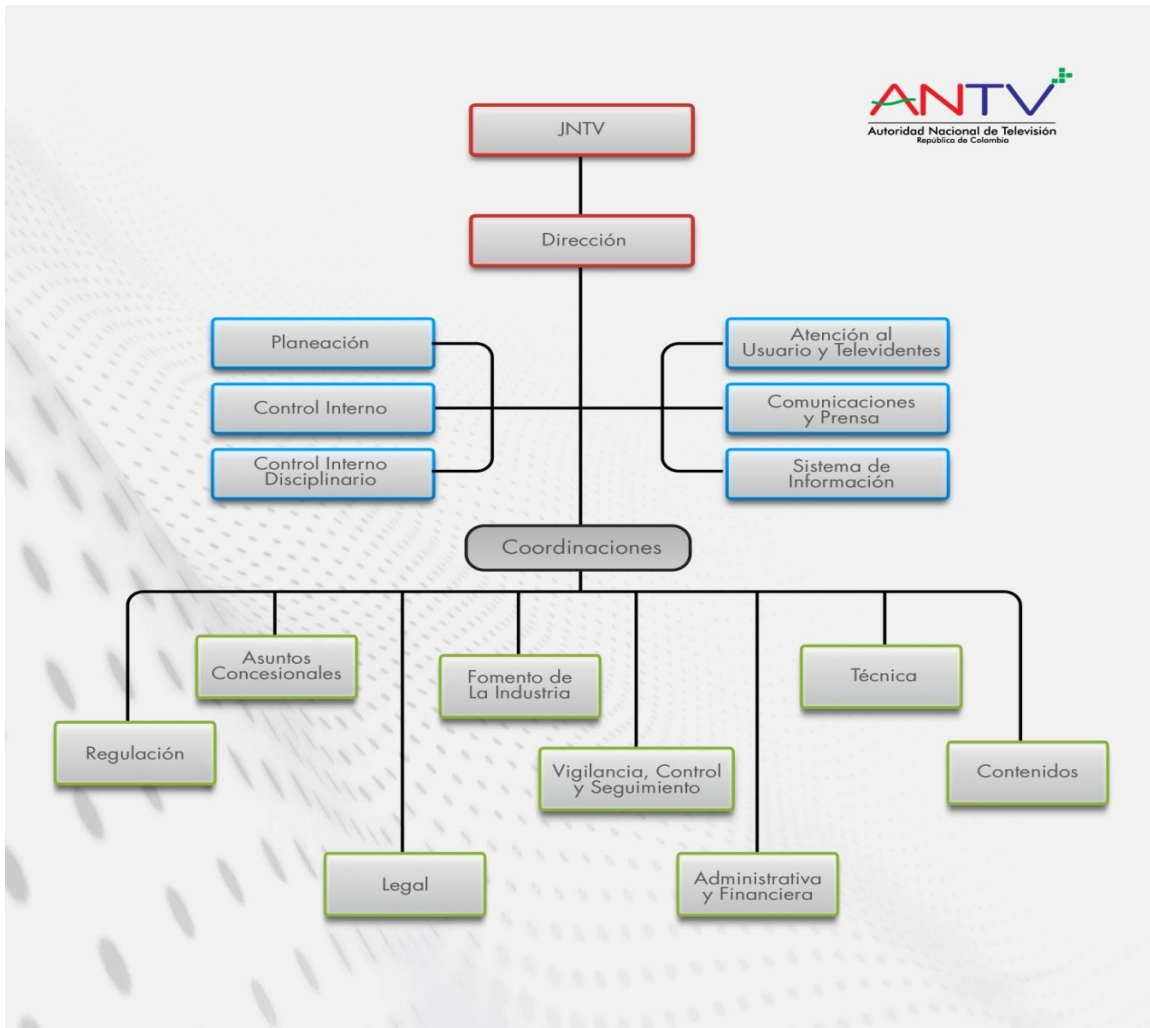 ANTV
Autoridad Nacional de Televisión
República de Colombia
JNTV
Dirección
Planeación
Control Interno
Control Interno
Disciplinario
Atención al
Usuario y Televidentes
Comunicaciones
y Prensa
Sistema de
Información
Coordinaciones
Regulación
Asuntos
Concesionales
Legal
Fomento de
La Industria
Vigilancia, Control
y Seguimiento
Administrativa
y Financiera
Técnica
Contenidos